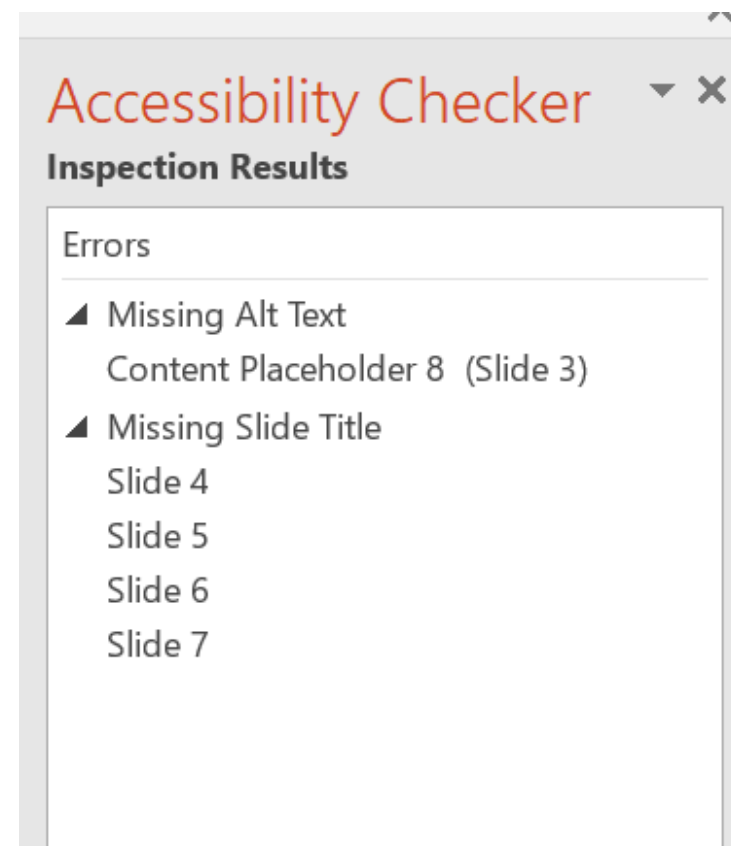 Accessibility Checker
Inspection Results
Errors
Missing Alt Text
Content Placeholder 8 (Slide 3)
Missing Slide Title
Slide 4
Slide 5
Slide 6
Slide 7